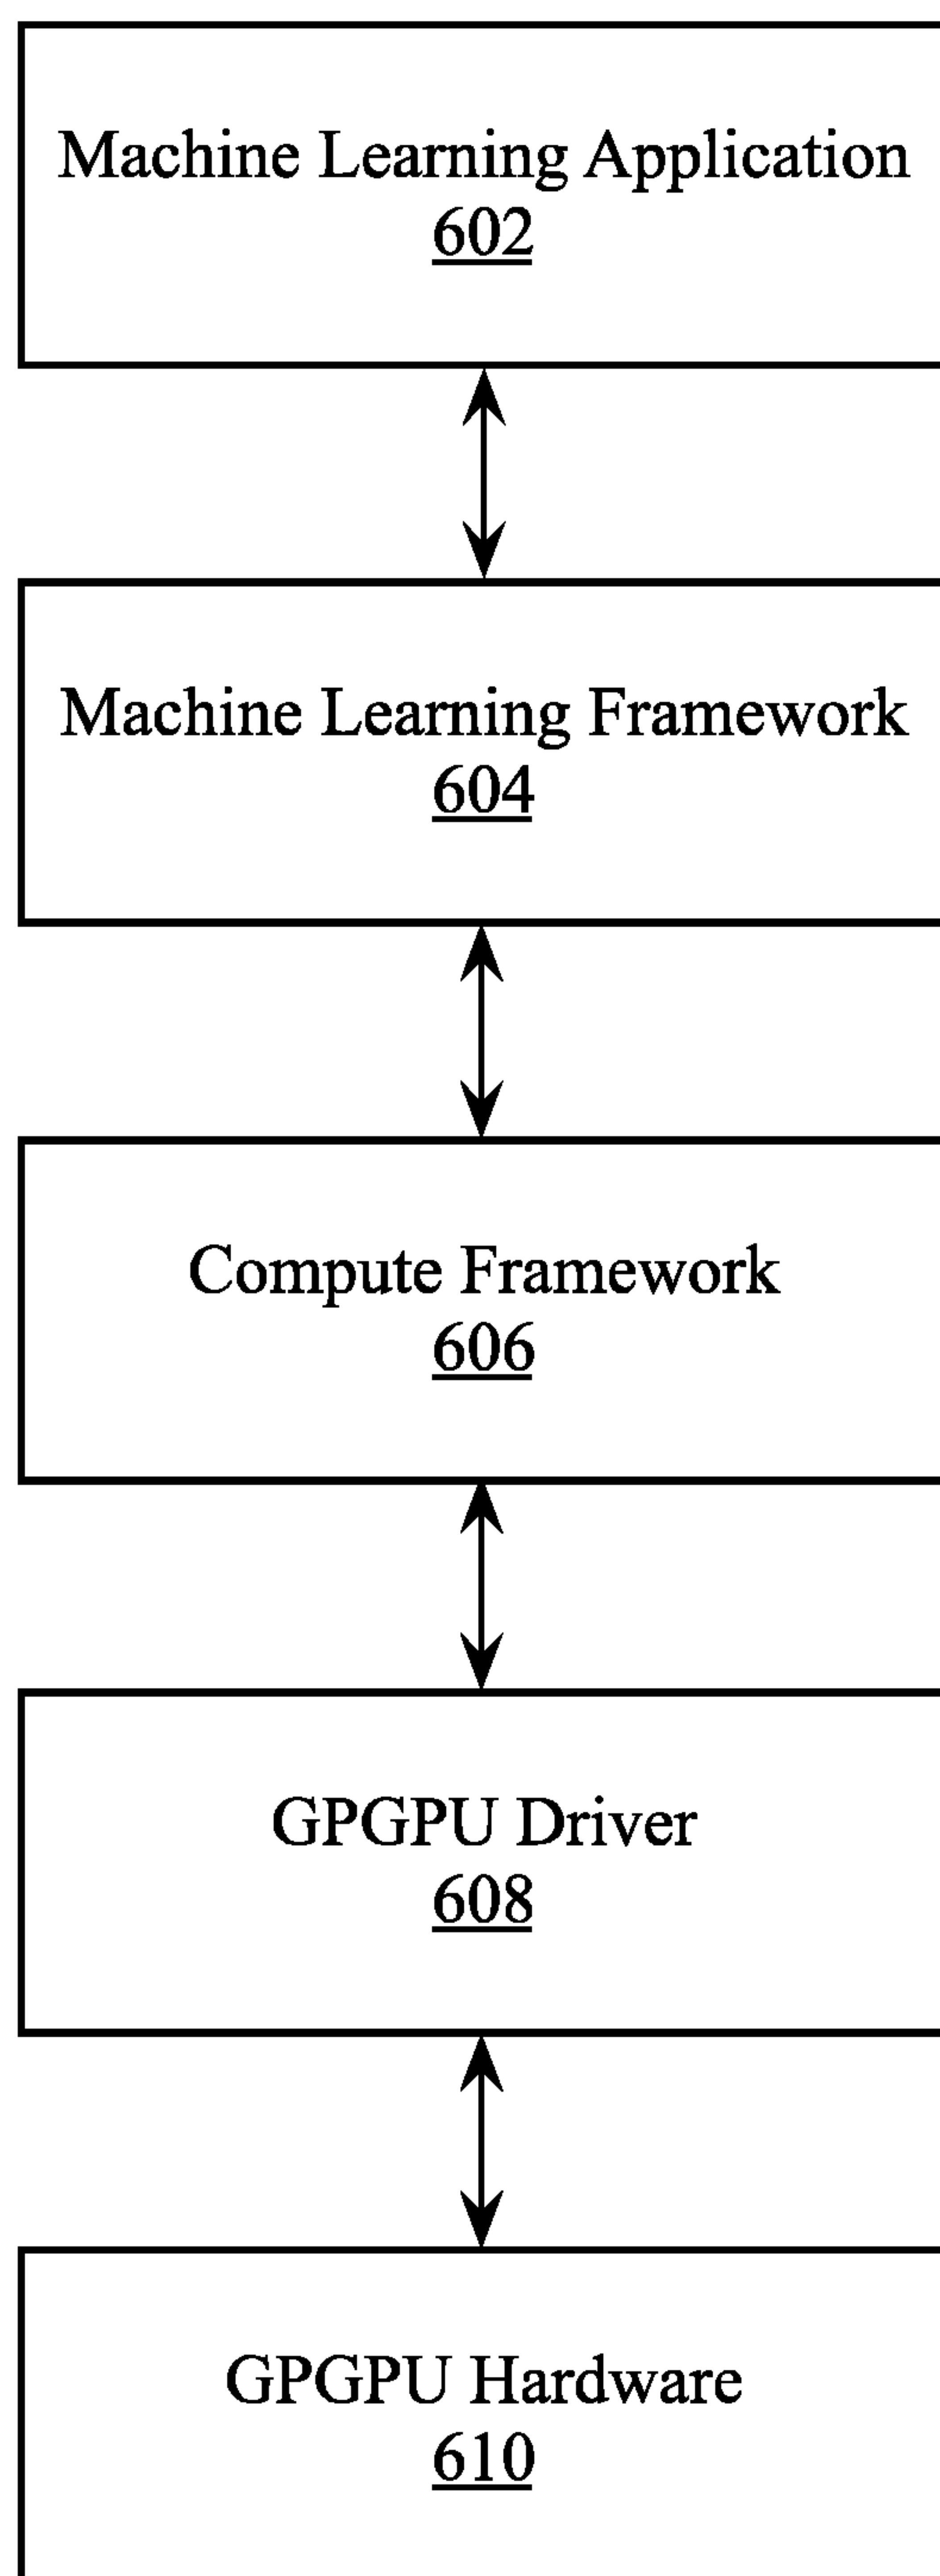 Machine Learning Application
602
Machine Learning Framework
604
Compute Framework
606
GPGPU Driver
608
GPGPU Hardware
610